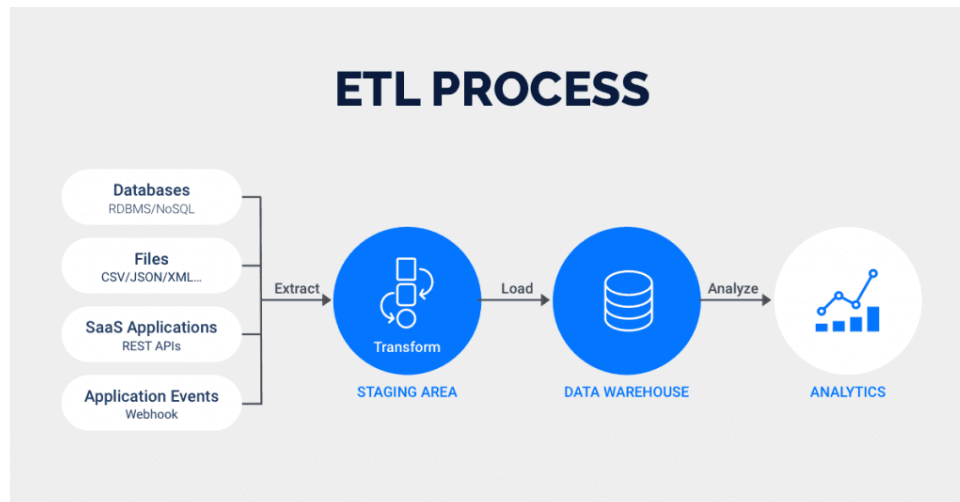 ETL PROCESS
Databases
RDBMS/NoSQL
Files
CSV/JSON/XML...
SaaS Applications
REST APIs
Application Events
Webhook
Extract
Transform
STAGING AREA
Load
DATA WAREHOUSE
Analyze
ANALYTICS